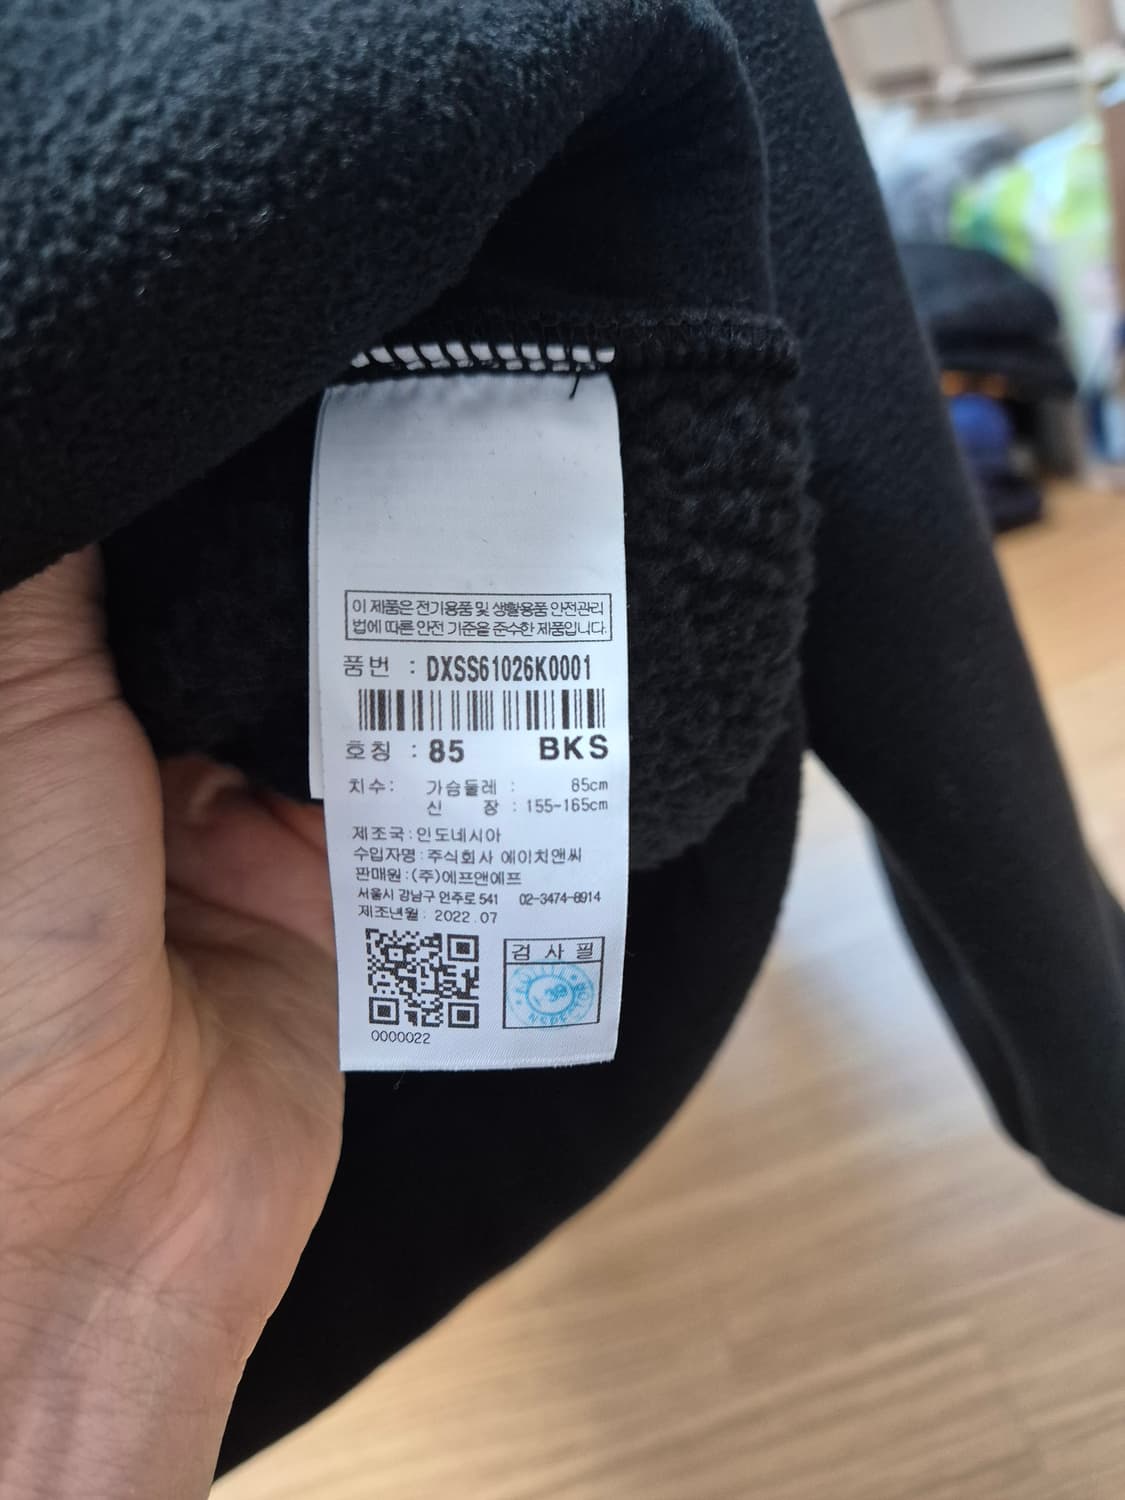 이 제품은 전기용품 및 생활용품 안전관리
법에 따른 안전 기준을 준수한 제품입니다.
품번 : DXSS61026K0001
호칭 : 85 BKS
치수: 가슴둘레 : 85cm
신 장 : 155-165cm
제조국:인도네시아
수입자명:주식회사 에이치앤씨
판매원:(주)에프앤에프
서울시 강남구 언주로 541 02-3474-8914
제조년월: 2022.07
검 사 필
0000022